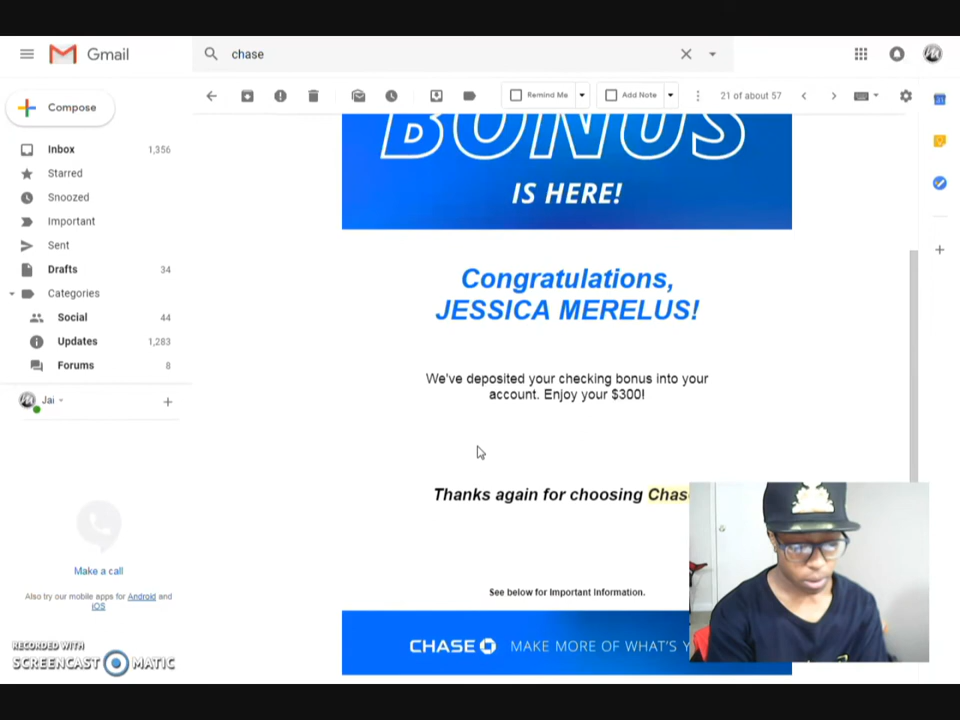 Gmail
chase
Compose
Remind Me
Add Note
21 of about 57
Inbox 1,356
Starred
Snoozed
Important
Sent
Drafts 34
Categories
Social 44
Updates 1,283
Forums 8
Jai
Make a call
Also try our mobile apps for Android and
iOS
BONUS
IS HERE!
Congratulations,
JESSICA MERELUS!
We've deposited your checking bonus into your
account. Enjoy your $300!
Thanks again for choosing Chase
See below for Important Information.
CHASE MAKE MORE OF WHAT'S
RECORDED WITH
SCREENCAST MATIC